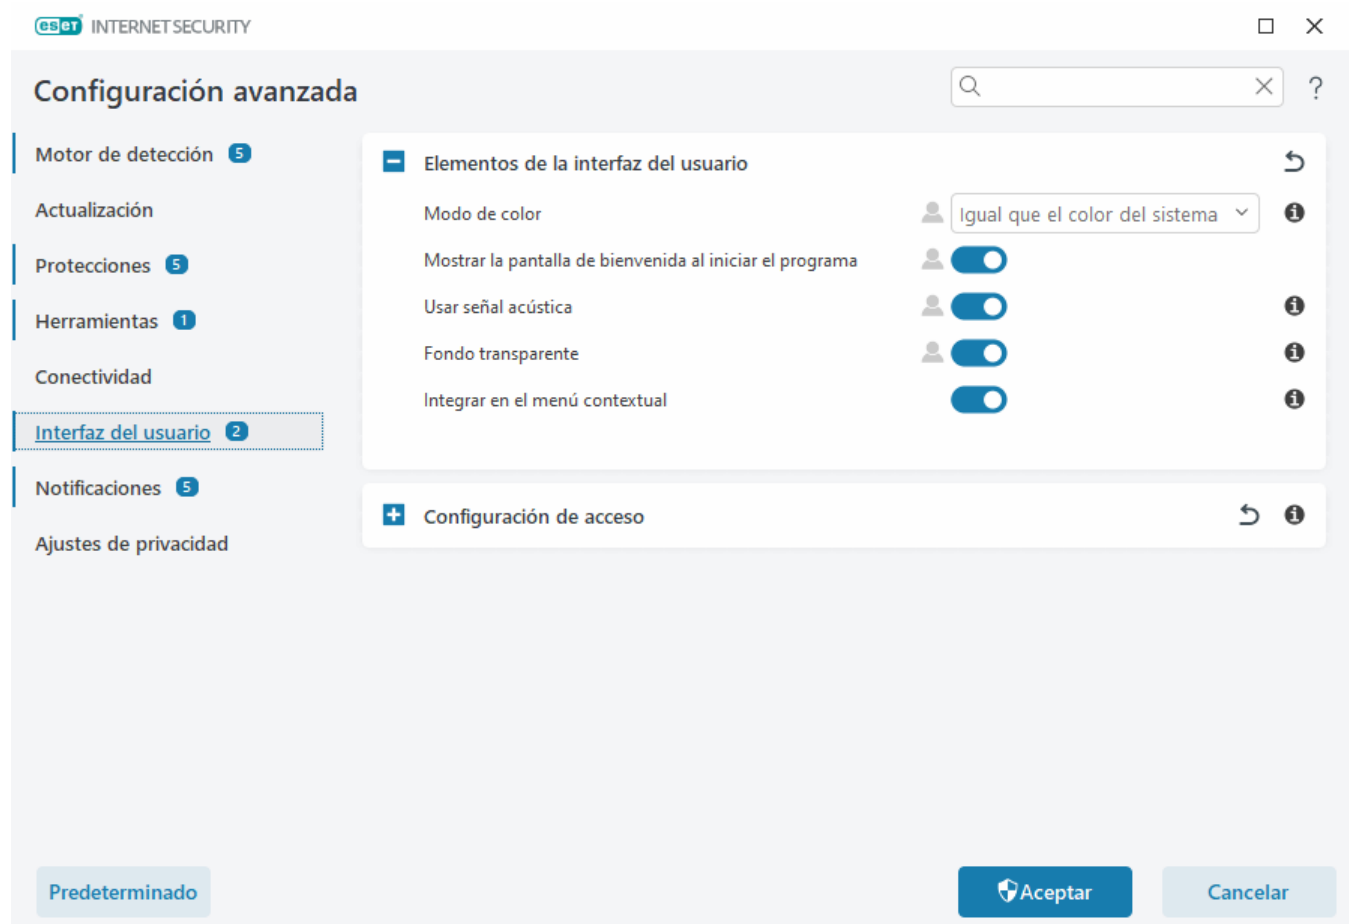 eset INTERNET SECURITY
Configuración avanzada
?
Motor de detección 5
Actualización
Protecciones 5
Herramientas 1
Conectividad
Interfaz del usuario 2
Notificaciones 5
Ajustes de privacidad
Elementos de la interfaz del usuario
Modo de color Igual que el color del sistema
Mostrar la pantalla de bienvenida al iniciar el programa
Usar señal acústica
Fondo transparente
Integrar en el menú contextual
Configuración de acceso
Predeterminado
Aceptar
Cancelar